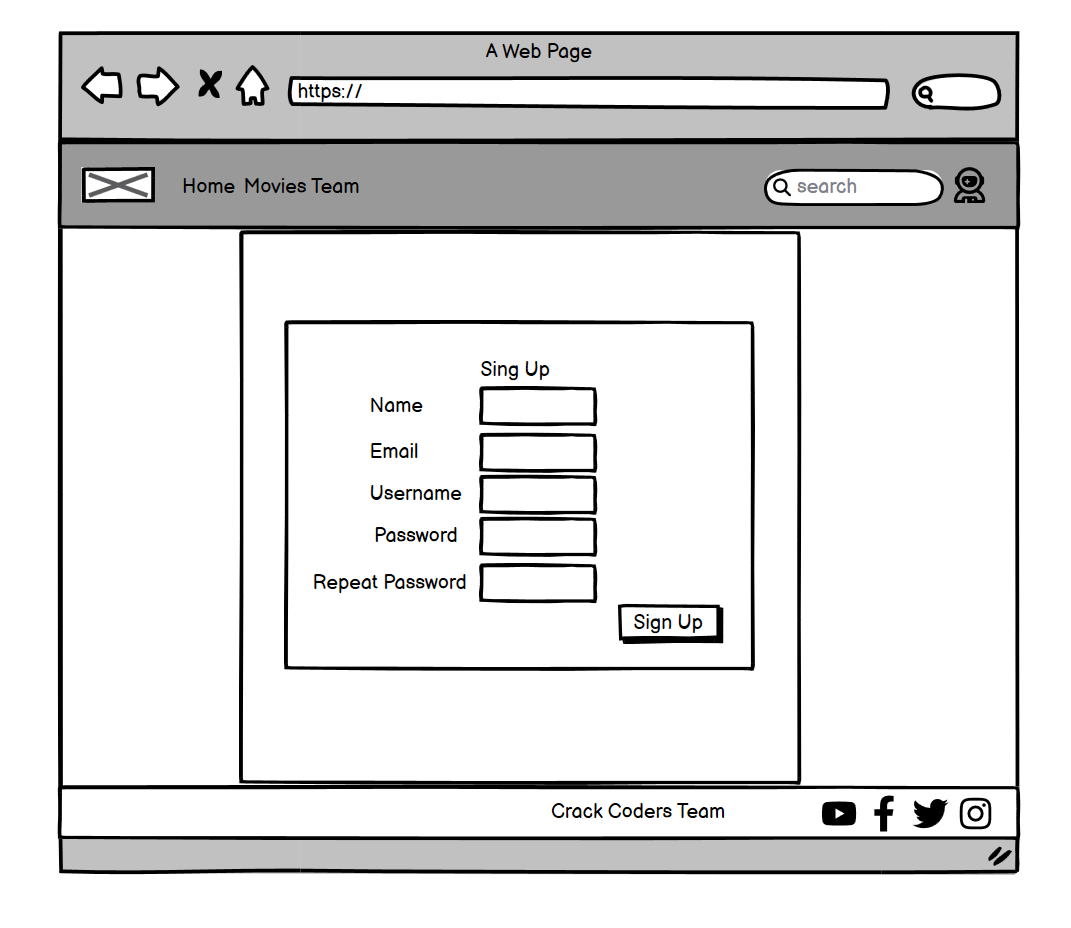 A Web Page
https://
Home Movies Team
search
Sing Up
Name
Email
Username
Password
Repeat Password
Sign Up
Crack Coders Team